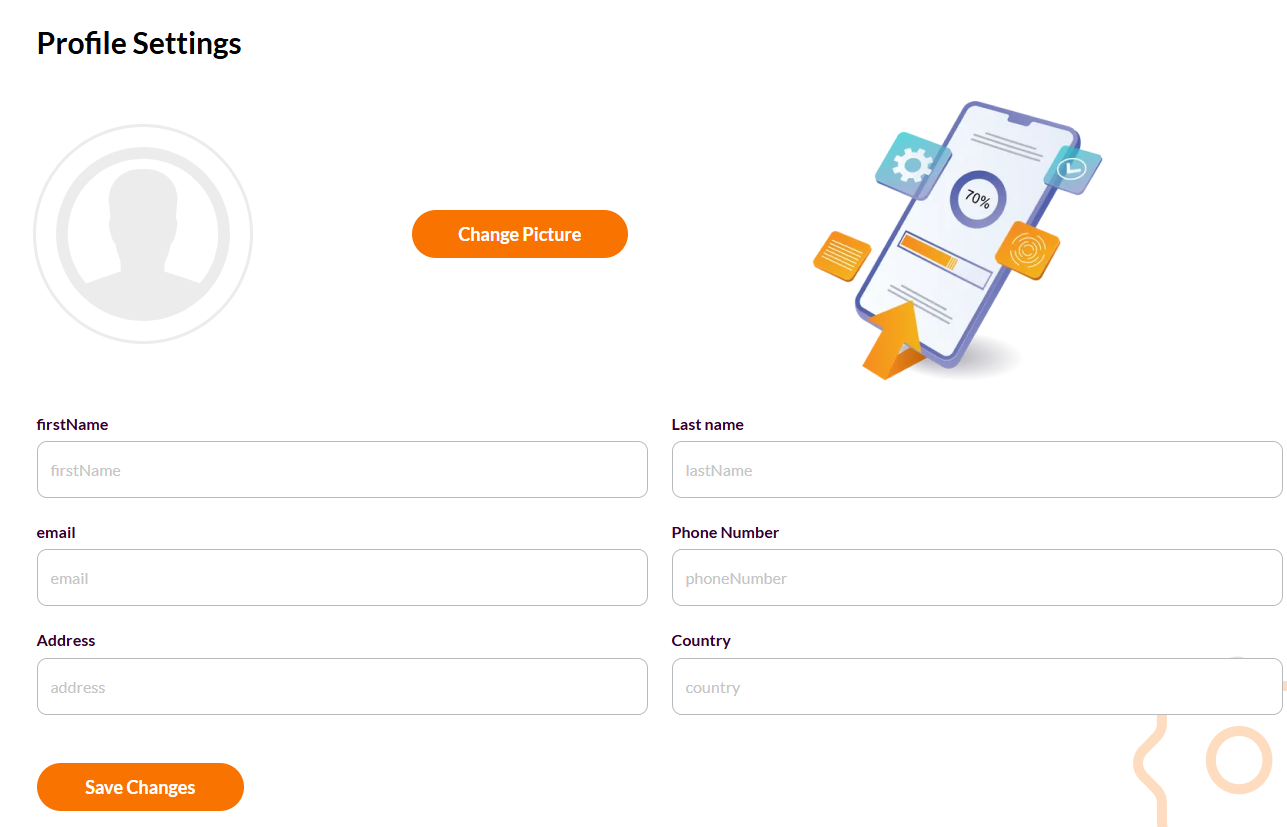 Profile Settings
70%
Change Picture
firstName
Last name
firstName
lastName
email
Phone Number
email
phoneNumber
Address
Country
address
country
Save Changes